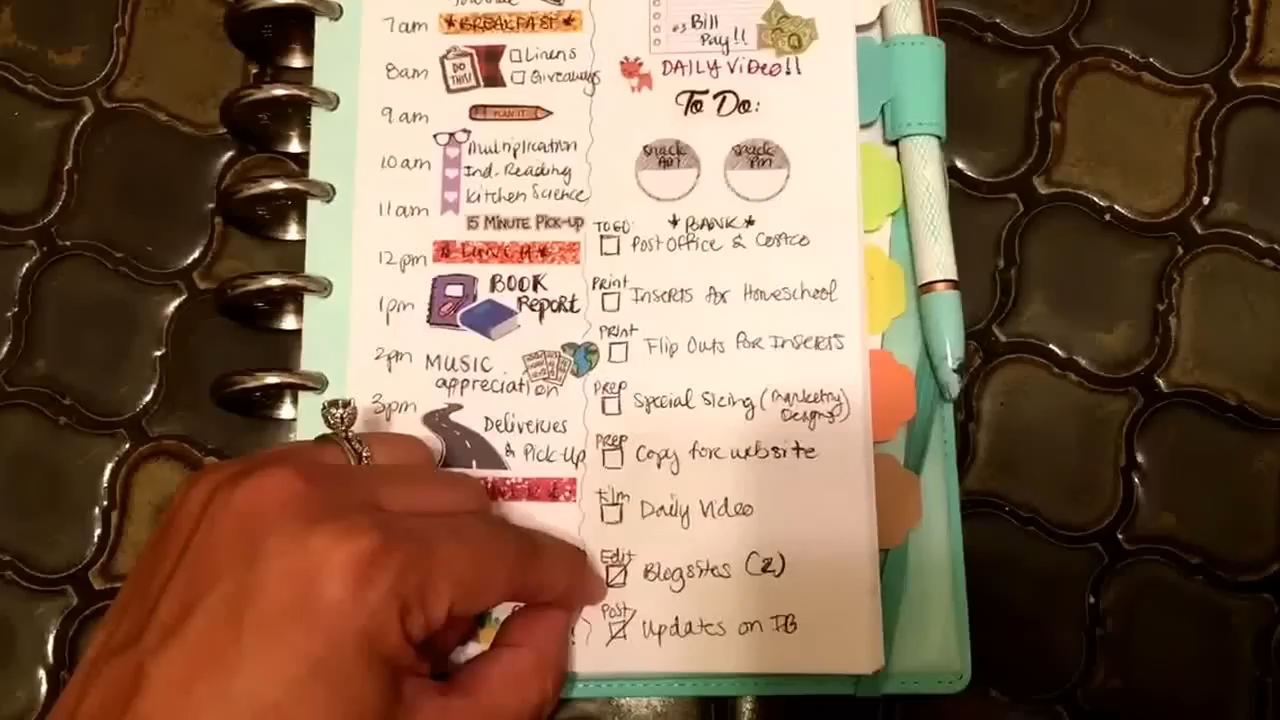 7am *BREAKFAST*
8am DO THIS! Linens
Giveaways
9am PLAN IT
10am Multiplication
Ind. Reading
Kitchen Science
11am
15 MINUTE PICK-UP
12pm * LUNCH *
1pm BOOK
Report
2pm MUSIC
appreciation
3pm Deliveries
& Pick-Up
Bill
Pay!!
DAILY VIDEO!!
To Do:
Snack AM
Snack PM
TO GO: *BANK*
Post Office & Costco
Print
Inserts for Homeschool
Print
Flip Outs for Inserts
PREP
Special Sizing (Marketing
Designs)
PREP
Copy for website
Film
Daily Video
Edit
Blogsites (2)
Post
Updates on IG